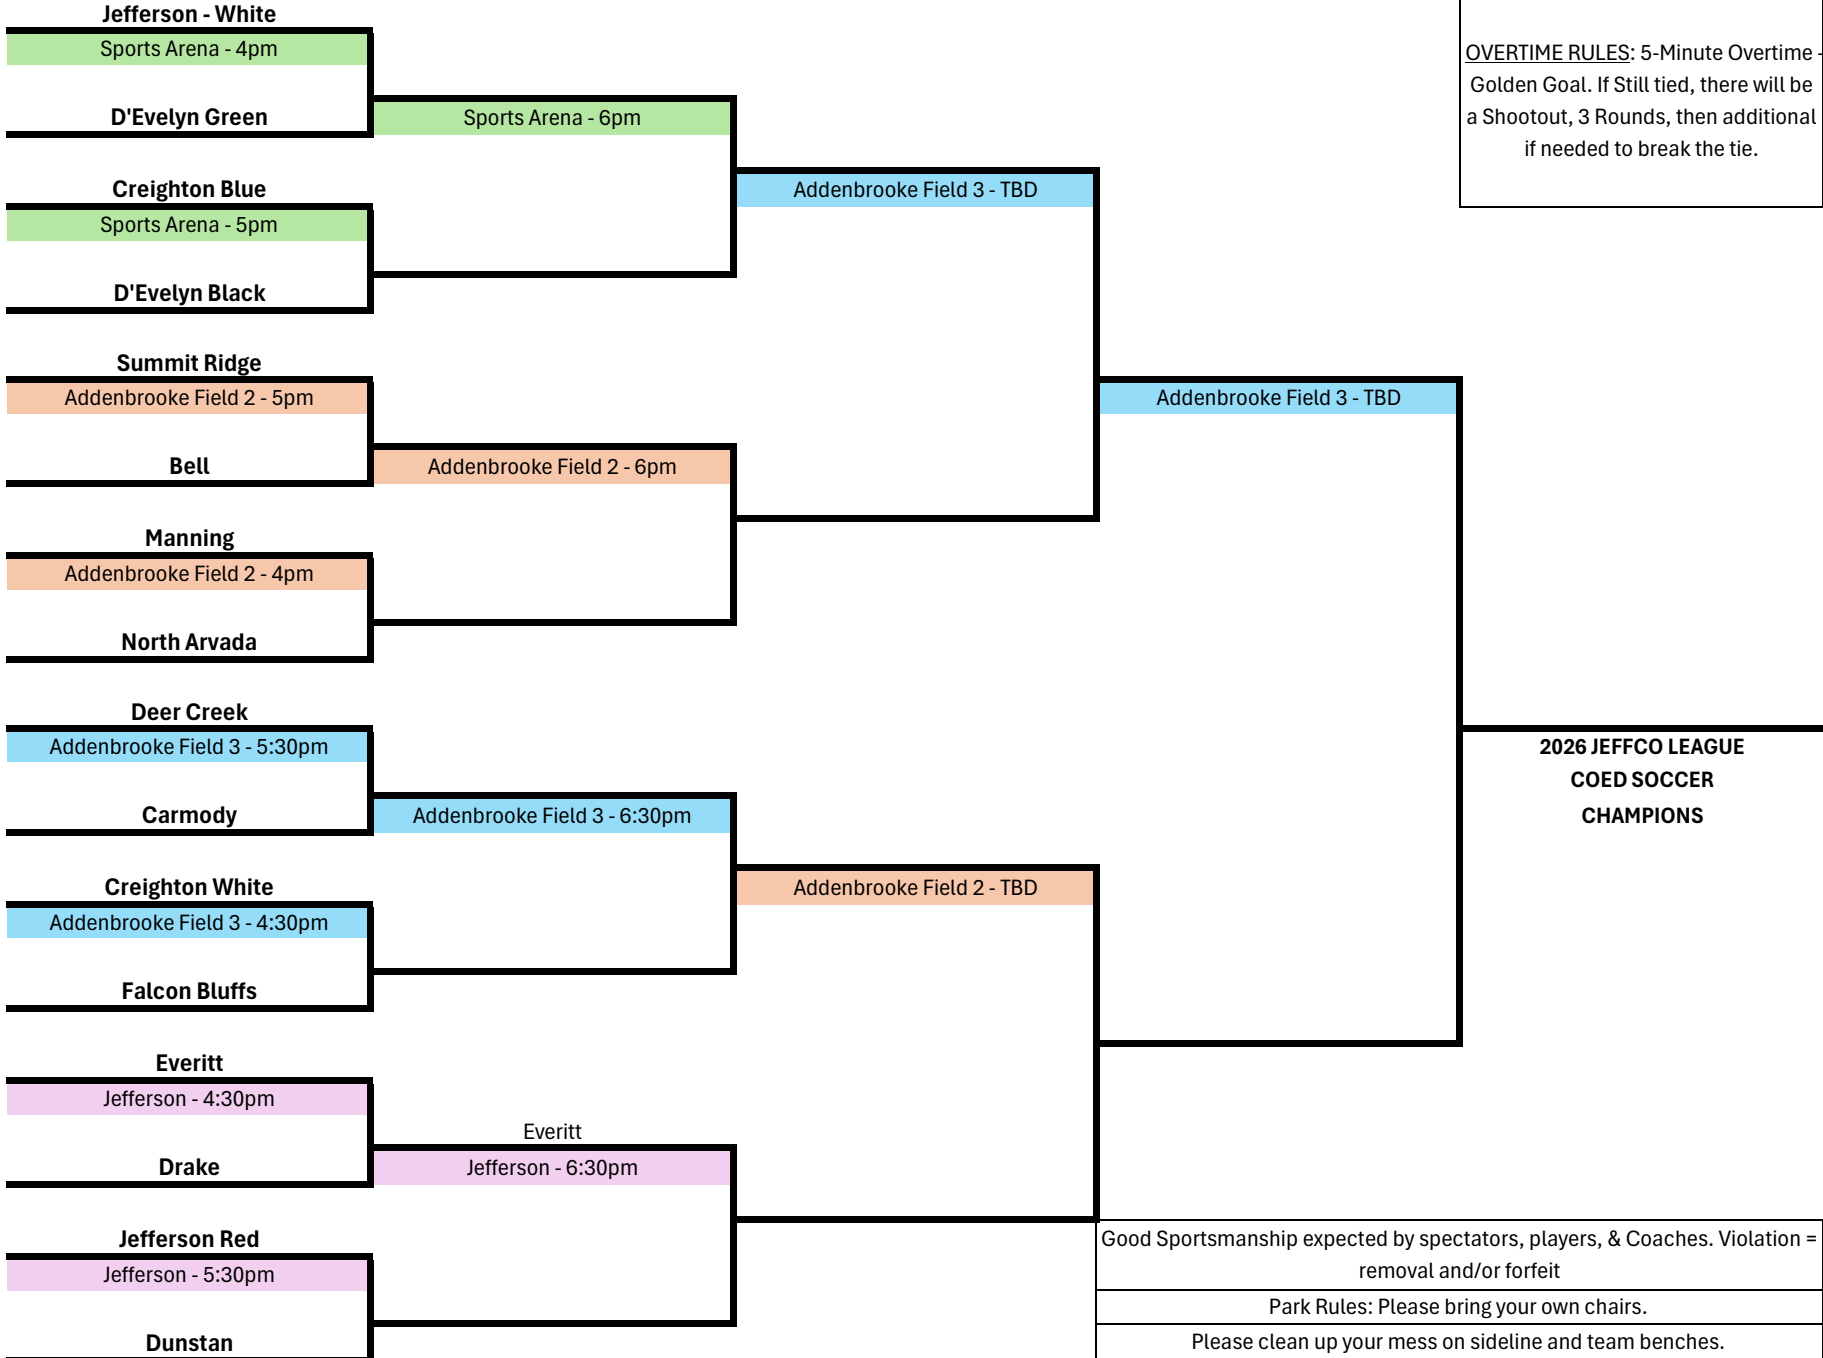 Jefferson - White
Sports Arena - 4pm
D'Evelyn Green
Sports Arena - 6pm
Creighton Blue
Sports Arena - 5pm
D'Evelyn Black
Addenbrooke Field 3 - TBD
OVERTIME RULES: 5-Minute Overtime -
Golden Goal. If Still tied, there will be
a Shootout, 3 Rounds, then additional
if needed to break the tie.
Summit Ridge
Addenbrooke Field 2 - 5pm
Bell
Addenbrooke Field 2 - 6pm
Manning
Addenbrooke Field 2 - 4pm
North Arvada
Addenbrooke Field 3 - TBD
Deer Creek
Addenbrooke Field 3 - 5:30pm
Carmody
Addenbrooke Field 3 - 6:30pm
Creighton White
Addenbrooke Field 3 - 4:30pm
Falcon Bluffs
Addenbrooke Field 2 - TBD
2026 JEFFCO LEAGUE
COED SOCCER
CHAMPIONS
Everitt
Jefferson - 4:30pm
Drake
Everitt
Jefferson - 6:30pm
Jefferson Red
Jefferson - 5:30pm
Dunstan
Good Sportsmanship expected by spectators, players, & Coaches. Violation =
removal and/or forfeit
Park Rules: Please bring your own chairs.
Please clean up your mess on sideline and team benches.